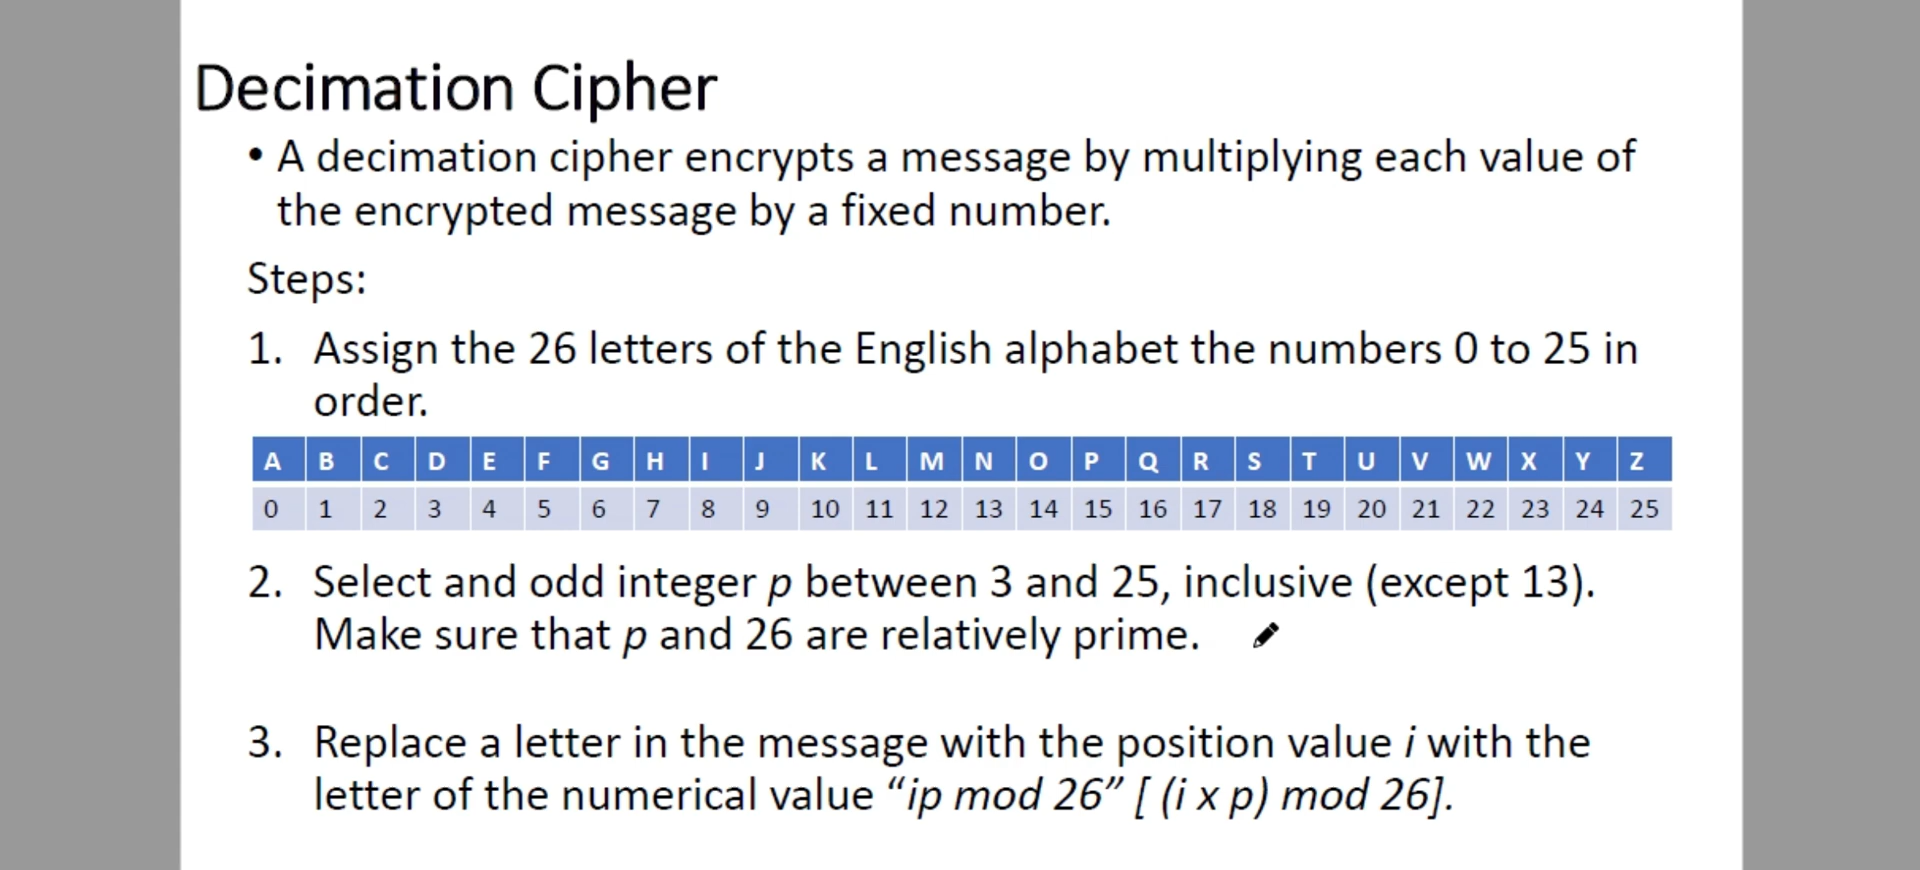 Decimation Cipher
• A decimation cipher encrypts a message by multiplying each value of
the encrypted message by a fixed number.
Steps:
1. Assign the 26 letters of the English alphabet the numbers 0 to 25 in
order.
A B C D E F G H I J K L M N O P Q R S T U V W X Y Z
0 1 2 3 4 5 6 7 8 9 10 11 12 13 14 15 16 17 18 19 20 21 22 23 24 25
2. Select and odd integer p between 3 and 25, inclusive (except 13).
Make sure that p and 26 are relatively prime.
3. Replace a letter in the message with the position value i with the
letter of the numerical value “ip mod 26” [ (i x p) mod 26].